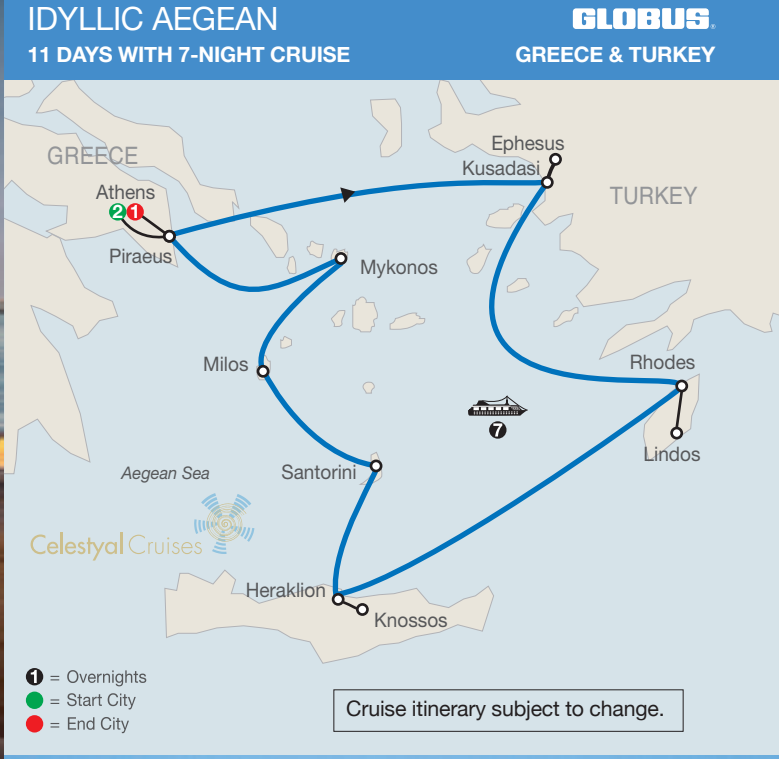 IDYLLIC AEGEAN
GLOBUS®
11 DAYS WITH 7-NIGHT CRUISE
GREECE & TURKEY
GREECE
Athens
2 1
Piraeus
Ephesus
Kusadasi
TURKEY
Mykonos
Milos
Rhodes
7
Lindos
Santorini
Aegean Sea
Celestyal Cruises
Heraklion
Knossos
1 = Overnights
= Start City
= End City
Cruise itinerary subject to change.